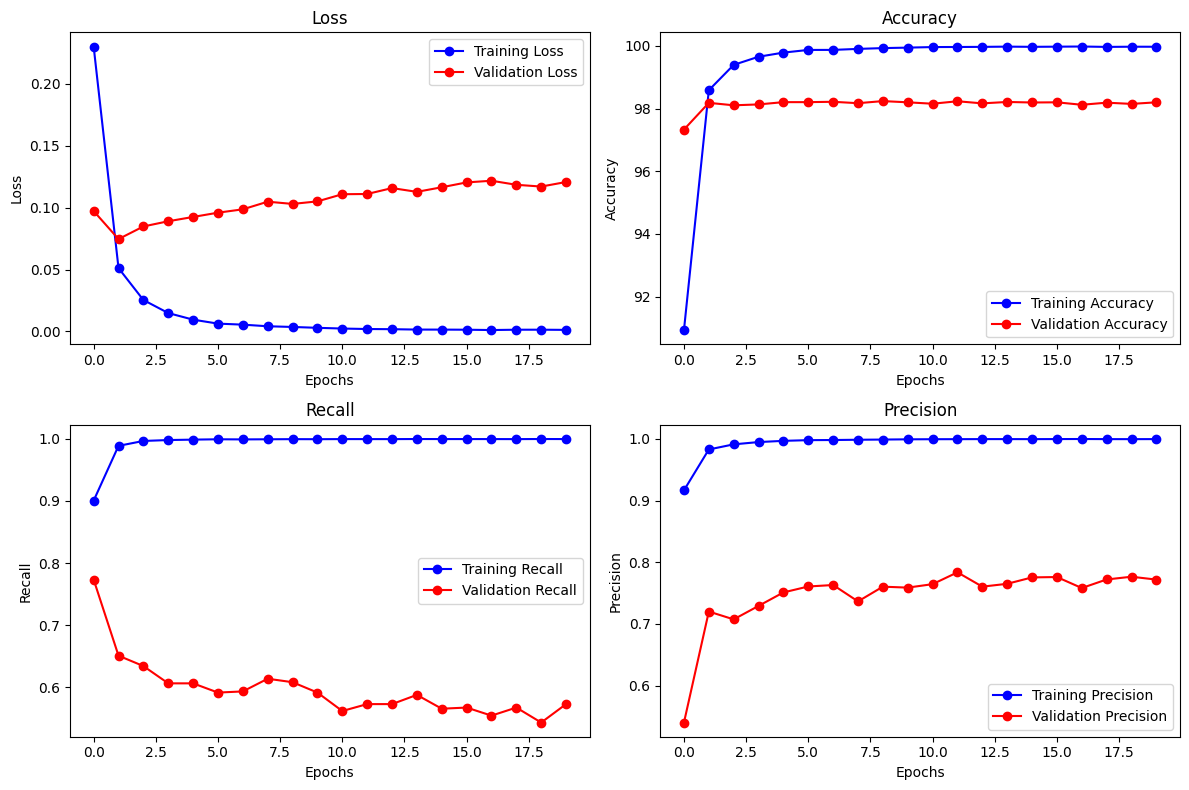 Loss
0.20
0.15
0.10
0.05
0.00
Loss
Training Loss
Validation Loss
0.0 2.5 5.0 7.5 10.0 12.5 15.0 17.5
Epochs
Accuracy
100
98
96
94
92
Accuracy
Training Accuracy
Validation Accuracy
0.0 2.5 5.0 7.5 10.0 12.5 15.0 17.5
Epochs
Recall
1.0
0.9
0.8
0.7
0.6
Recall
Training Recall
Validation Recall
0.0 2.5 5.0 7.5 10.0 12.5 15.0 17.5
Epochs
Precision
1.0
0.9
0.8
0.7
0.6
Precision
Training Precision
Validation Precision
0.0 2.5 5.0 7.5 10.0 12.5 15.0 17.5
Epochs